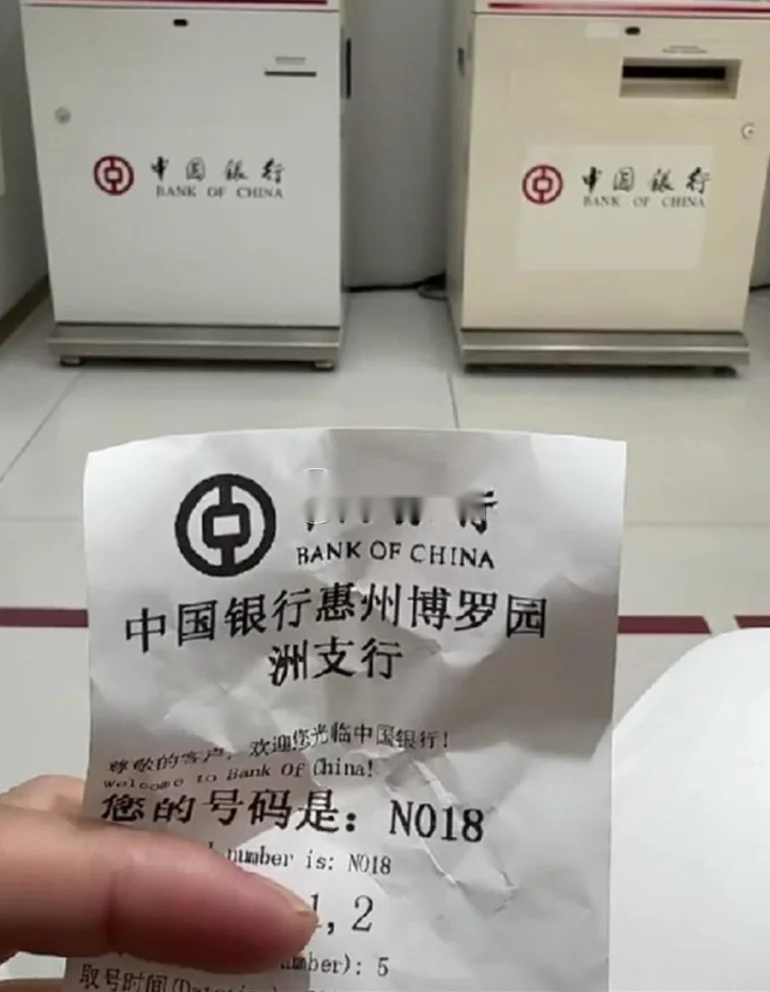 中国银行
BANK OF CHINA
中国银行
BANK OF CHINA
行
BANK OF CHINA
中国银行惠州博罗园
洲支行
尊敬的客户，欢迎您光临中国银行！
welcome to Bank Of China!
您的号码是：N018
number is: N018
1,2
mber): 5
取号时间(Date